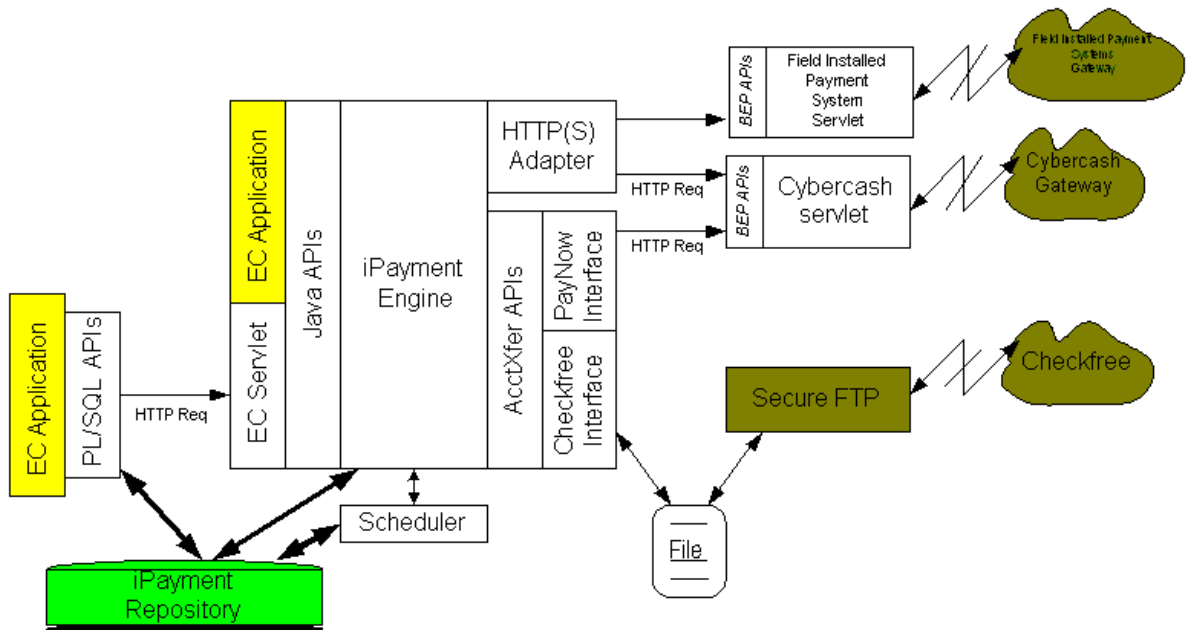 Field Installed Payment
Systems
Gateway
BEP APIs
Field Installed
Payment
System
Servlet
HTTP(S)
Adapter
HTTP Req
BEP APIs
Cybercash
servlet
Cybercash
Gateway
HTTP Req
EC Application
EC Servlet
Java APIs
iPayment
Engine
AcctXfer APIs
PayNow
Interface
Checkfree
Interface
EC Application
PL/SQL APIs
HTTP Req
Secure FTP
Checkfree
Scheduler
File
iPayment
Repository